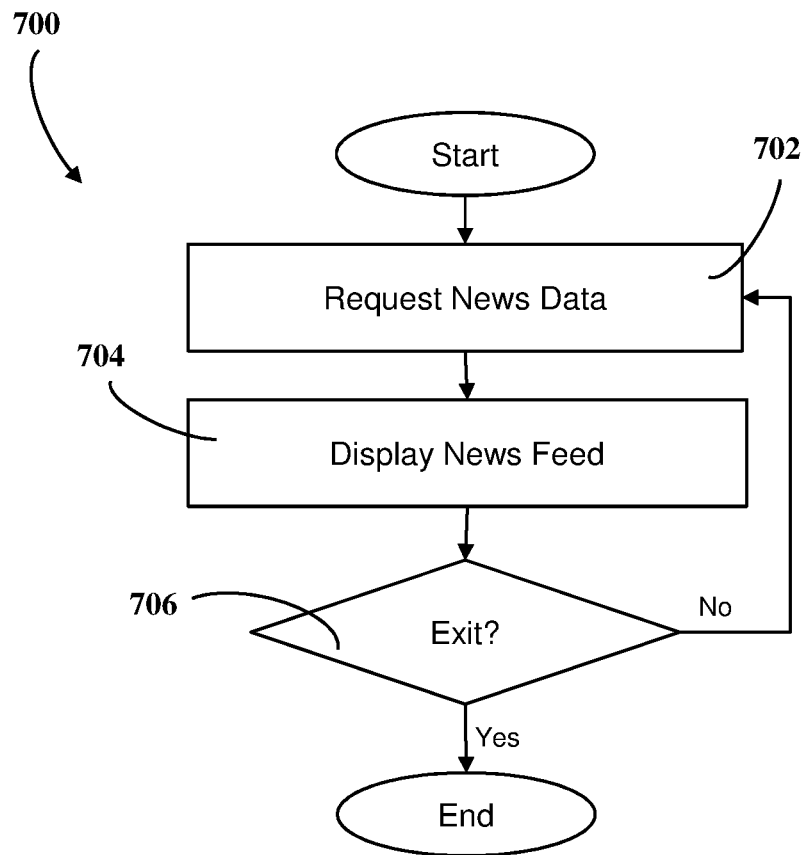 700
Start
702
Request News Data
704
Display News Feed
706
Exit?
No
Yes
End